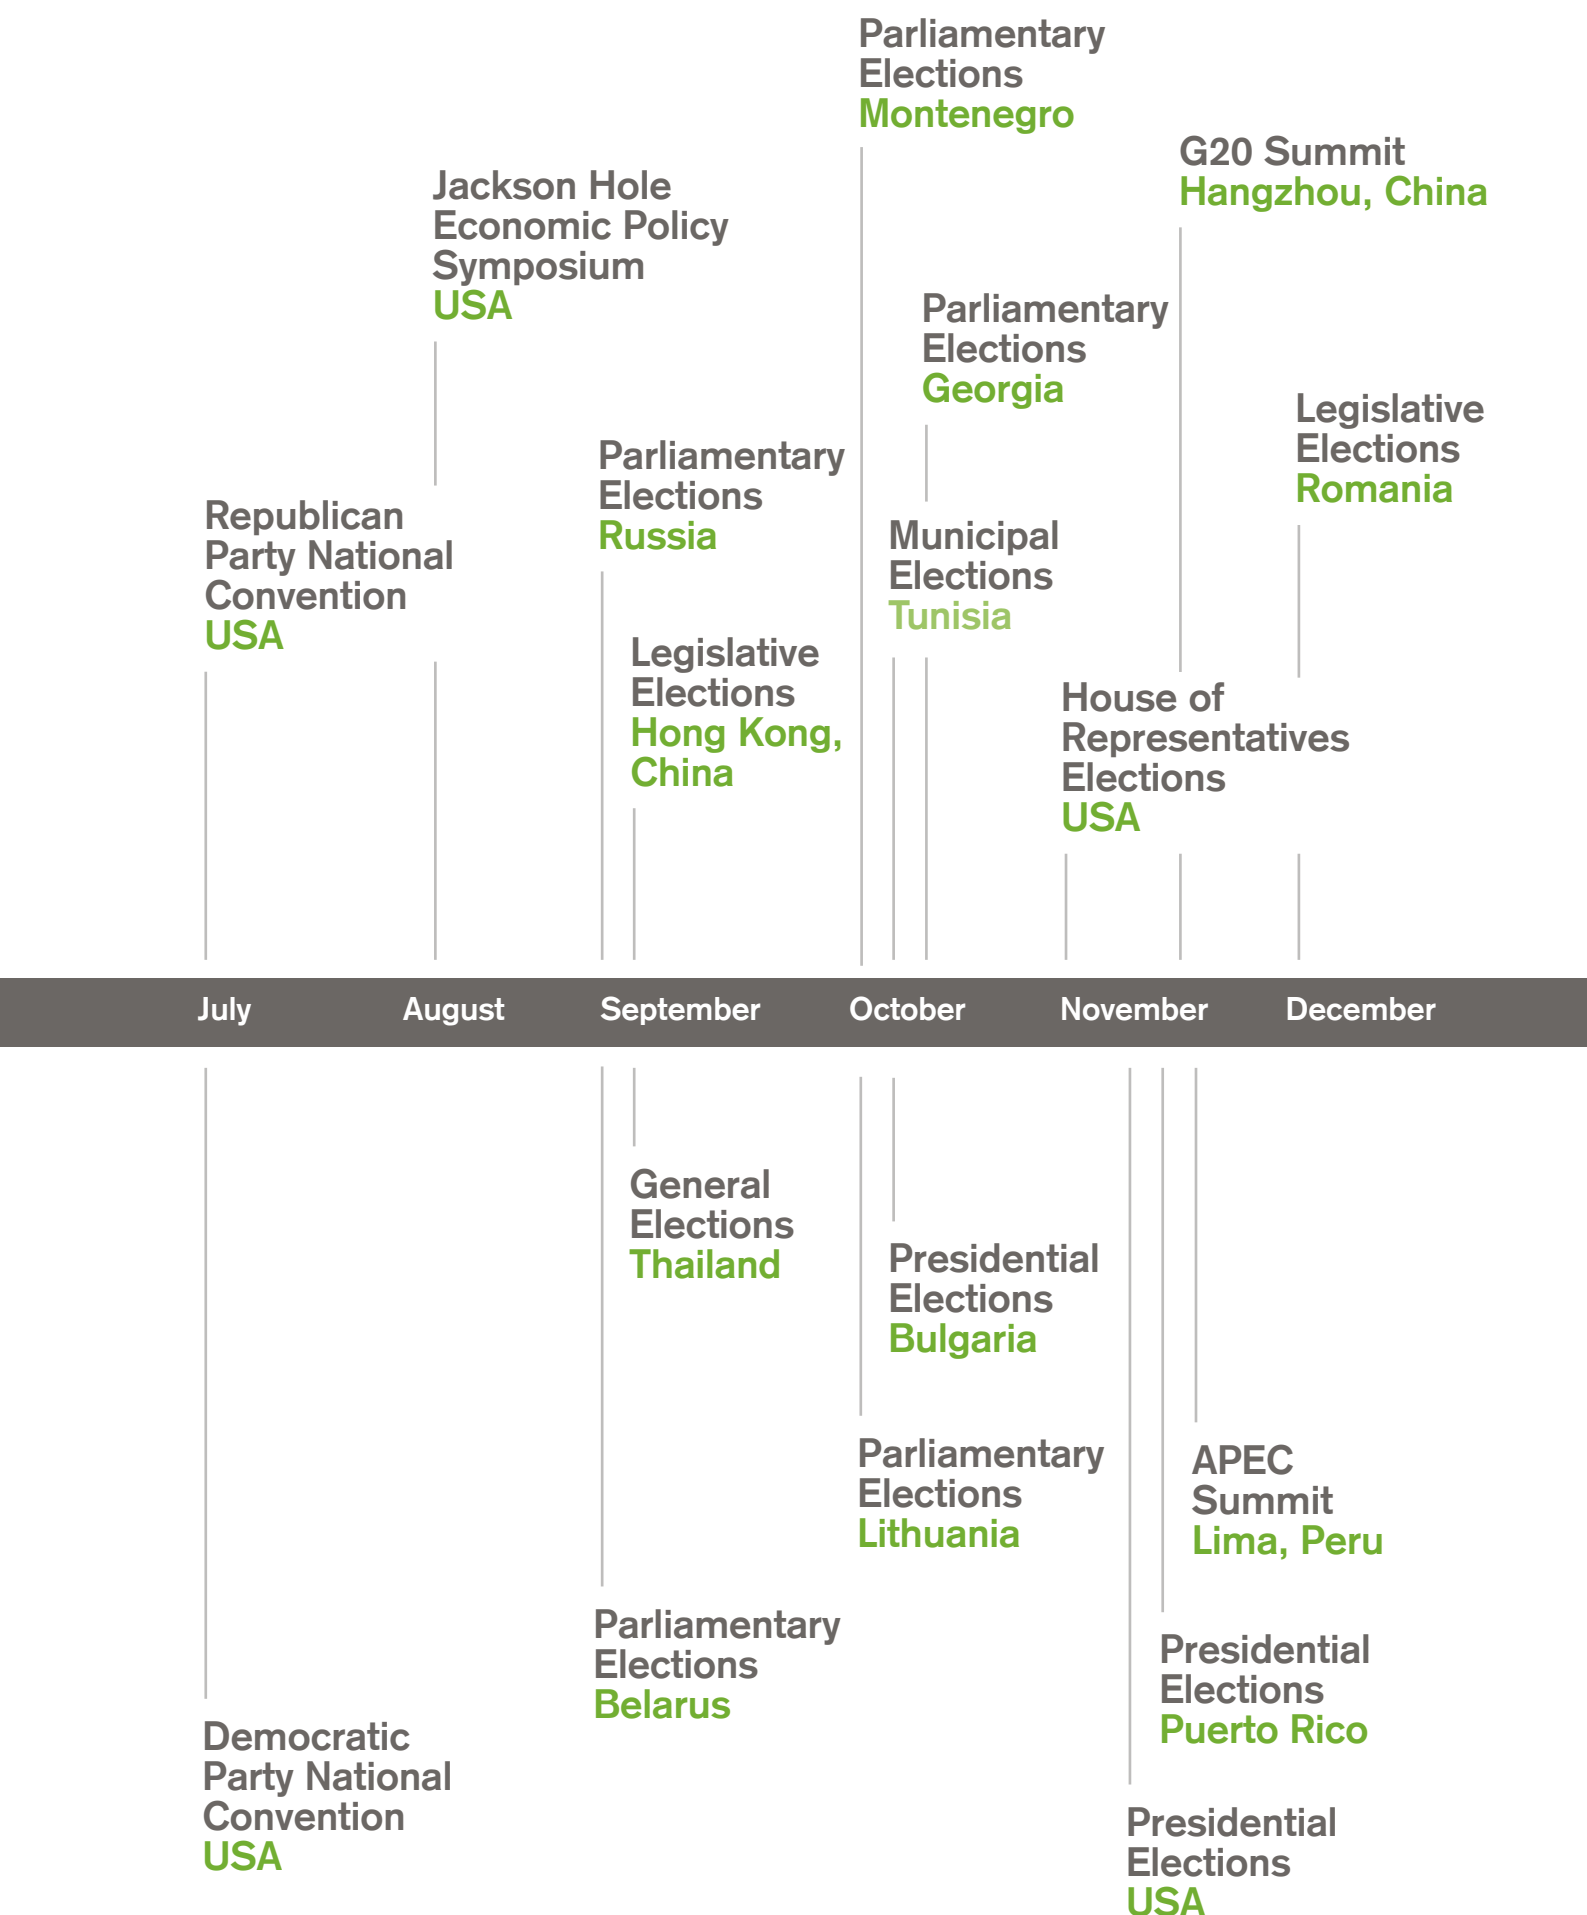 Parliamentary
Elections
Montenegro
G20 Summit
Hangzhou, China
Jackson Hole
Economic Policy
Symposium
USA
Parliamentary
Elections
Georgia
Legislative
Elections
Romania
Parliamentary
Elections
Russia
Republican
Party National
Convention
USA
Municipal
Elections
Tunisia
Legislative
Elections
Hong Kong,
China
House of
Representatives
Elections
USA
July
August
September
October
November
December
General
Elections
Thailand
Presidential
Elections
Bulgaria
Parliamentary
Elections
Lithuania
APEC
Summit
Lima, Peru
Parliamentary
Elections
Belarus
Presidential
Elections
Puerto Rico
Democratic
Party National
Convention
USA
Presidential
Elections
USA